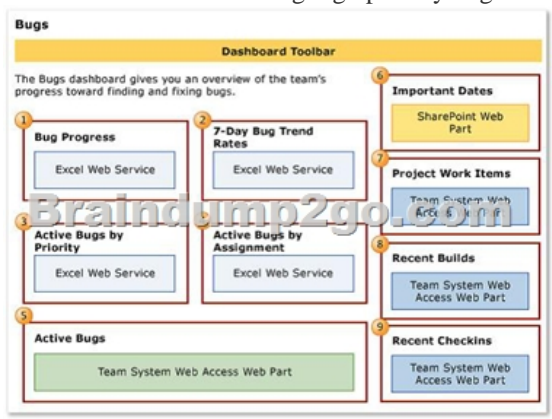 Bugs
Dashboard Toolbar
The Bugs dashboard gives you an overview of the team's
progress toward finding and fixing bugs.
1
Bug Progress
Excel Web Service
2
7-Day Bug Trend
Rates
Excel Web Service
3
Active Bugs by
Priority
Excel Web Service
Active Bugs by
Assignment
Excel Web Service
5
Active Bugs
Team System Web Access Web Part
6
Important Dates
SharePoint Web
Part
7
Project Work Items
Team System Web
Access Web Part
8
Recent Builds
Team System Web
Access Web Part
9
Recent Checkins
Team System Web
Access Web Part
Braindump2go.com